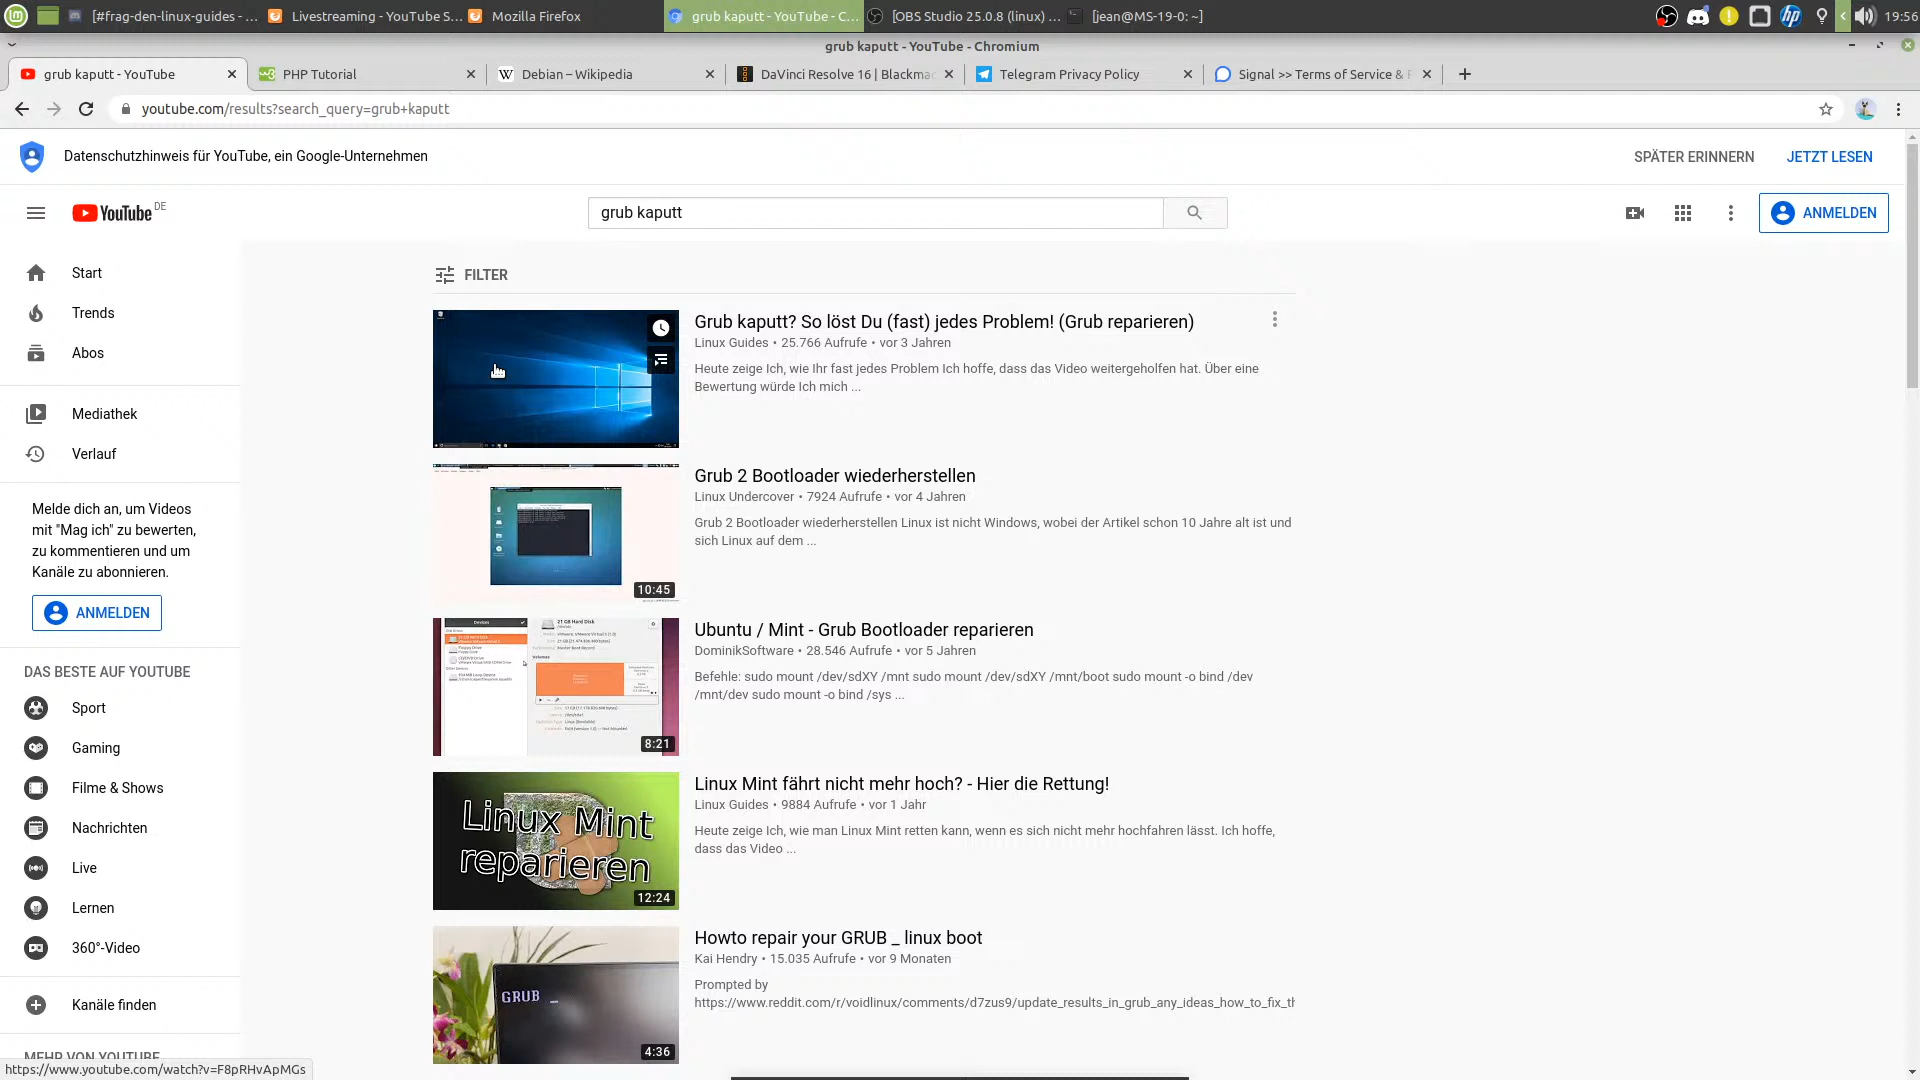 [#frag-den-linux-guides - ...
Livestreaming - YouTube S...
Mozilla Firefox
grub kaputt - YouTube - C...
[OBS Studio 25.0.8 (linux) ...
[jean@MS-19-0: ~]
19:56
grub kaputt - YouTube - Chromium
grub kaputt - YouTube
PHP Tutorial
Debian – Wikipedia
DaVinci Resolve 16 | Blackmac
Telegram Privacy Policy
Signal >> Terms of Service &
youtube.com/results?search_query=grub+kaputt
Datenschutzhinweis für YouTube, ein Google-Unternehmen
SPÄTER ERINNERN
JETZT LESEN
YouTube DE
grub kaputt
ANMELDEN
Start
Trends
Abos
Mediathek
Verlauf
Melde dich an, um Videos
mit "Mag ich" zu bewerten,
zu kommentieren und um
Kanäle zu abonnieren.
ANMELDEN
DAS BESTE AUF YOUTUBE
Sport
Gaming
Filme & Shows
Nachrichten
Live
Lernen
360°-Video
Kanäle finden
MEHR VON YOUTUBE
https://www.youtube.com/watch?v=F8pRHvApMGs
FILTER
Grub kaputt? So löst Du (fast) jedes Problem! (Grub reparieren)
Linux Guides • 25.766 Aufrufe • vor 3 Jahren
Heute zeige Ich, wie Ihr fast jedes Problem Ich hoffe, dass das Video weitergeholfen hat. Über eine
Bewertung würde Ich mich ...
10:45
Grub 2 Bootloader wiederherstellen
Linux Undercover • 7924 Aufrufe • vor 4 Jahren
Grub 2 Bootloader wiederherstellen Linux ist nicht Windows, wobei der Artikel schon 10 Jahre alt ist und
sich Linux auf dem ...
8:21
Ubuntu / Mint - Grub Bootloader reparieren
DominikSoftware • 28.546 Aufrufe • vor 5 Jahren
Befehle: sudo mount /dev/sdXY /mnt sudo mount /dev/sdXY /mnt/boot sudo mount -o bind /dev
/mnt/dev sudo mount -o bind /sys ...
Linux Mint
reparieren
12:24
Linux Mint fährt nicht mehr hoch? - Hier die Rettung!
Linux Guides • 9884 Aufrufe • vor 1 Jahr
Heute zeige Ich, wie man Linux Mint retten kann, wenn es sich nicht mehr hochfahren lässt. Ich hoffe,
dass das Video ...
GRUB _
4:36
Howto repair your GRUB _ linux boot
Kai Hendry • 15.035 Aufrufe • vor 9 Monaten
Prompted by
https://www.reddit.com/r/voidlinux/comments/d7zus9/update_results_in_grub_any_ideas_how_to_fix_th